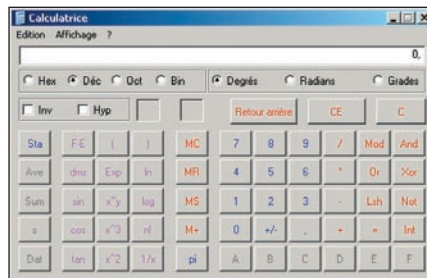 Calculatrice
Edition Affichage ?
0,
Hex Déc Oct Bin Degrés Radians Grades
Inv Hyp Retour arrière CE C
Sta F-E ( ) MC 7 8 9 / Mod And
Ave dms Exp ln MR 4 5 6 * Or Xor
Sum sin x^y log MS 1 2 3 - Lsh Not
s cos x^3 n! M+ 0 +/- , + = Int
Dat tan x^2 1/x pi A B C D E F